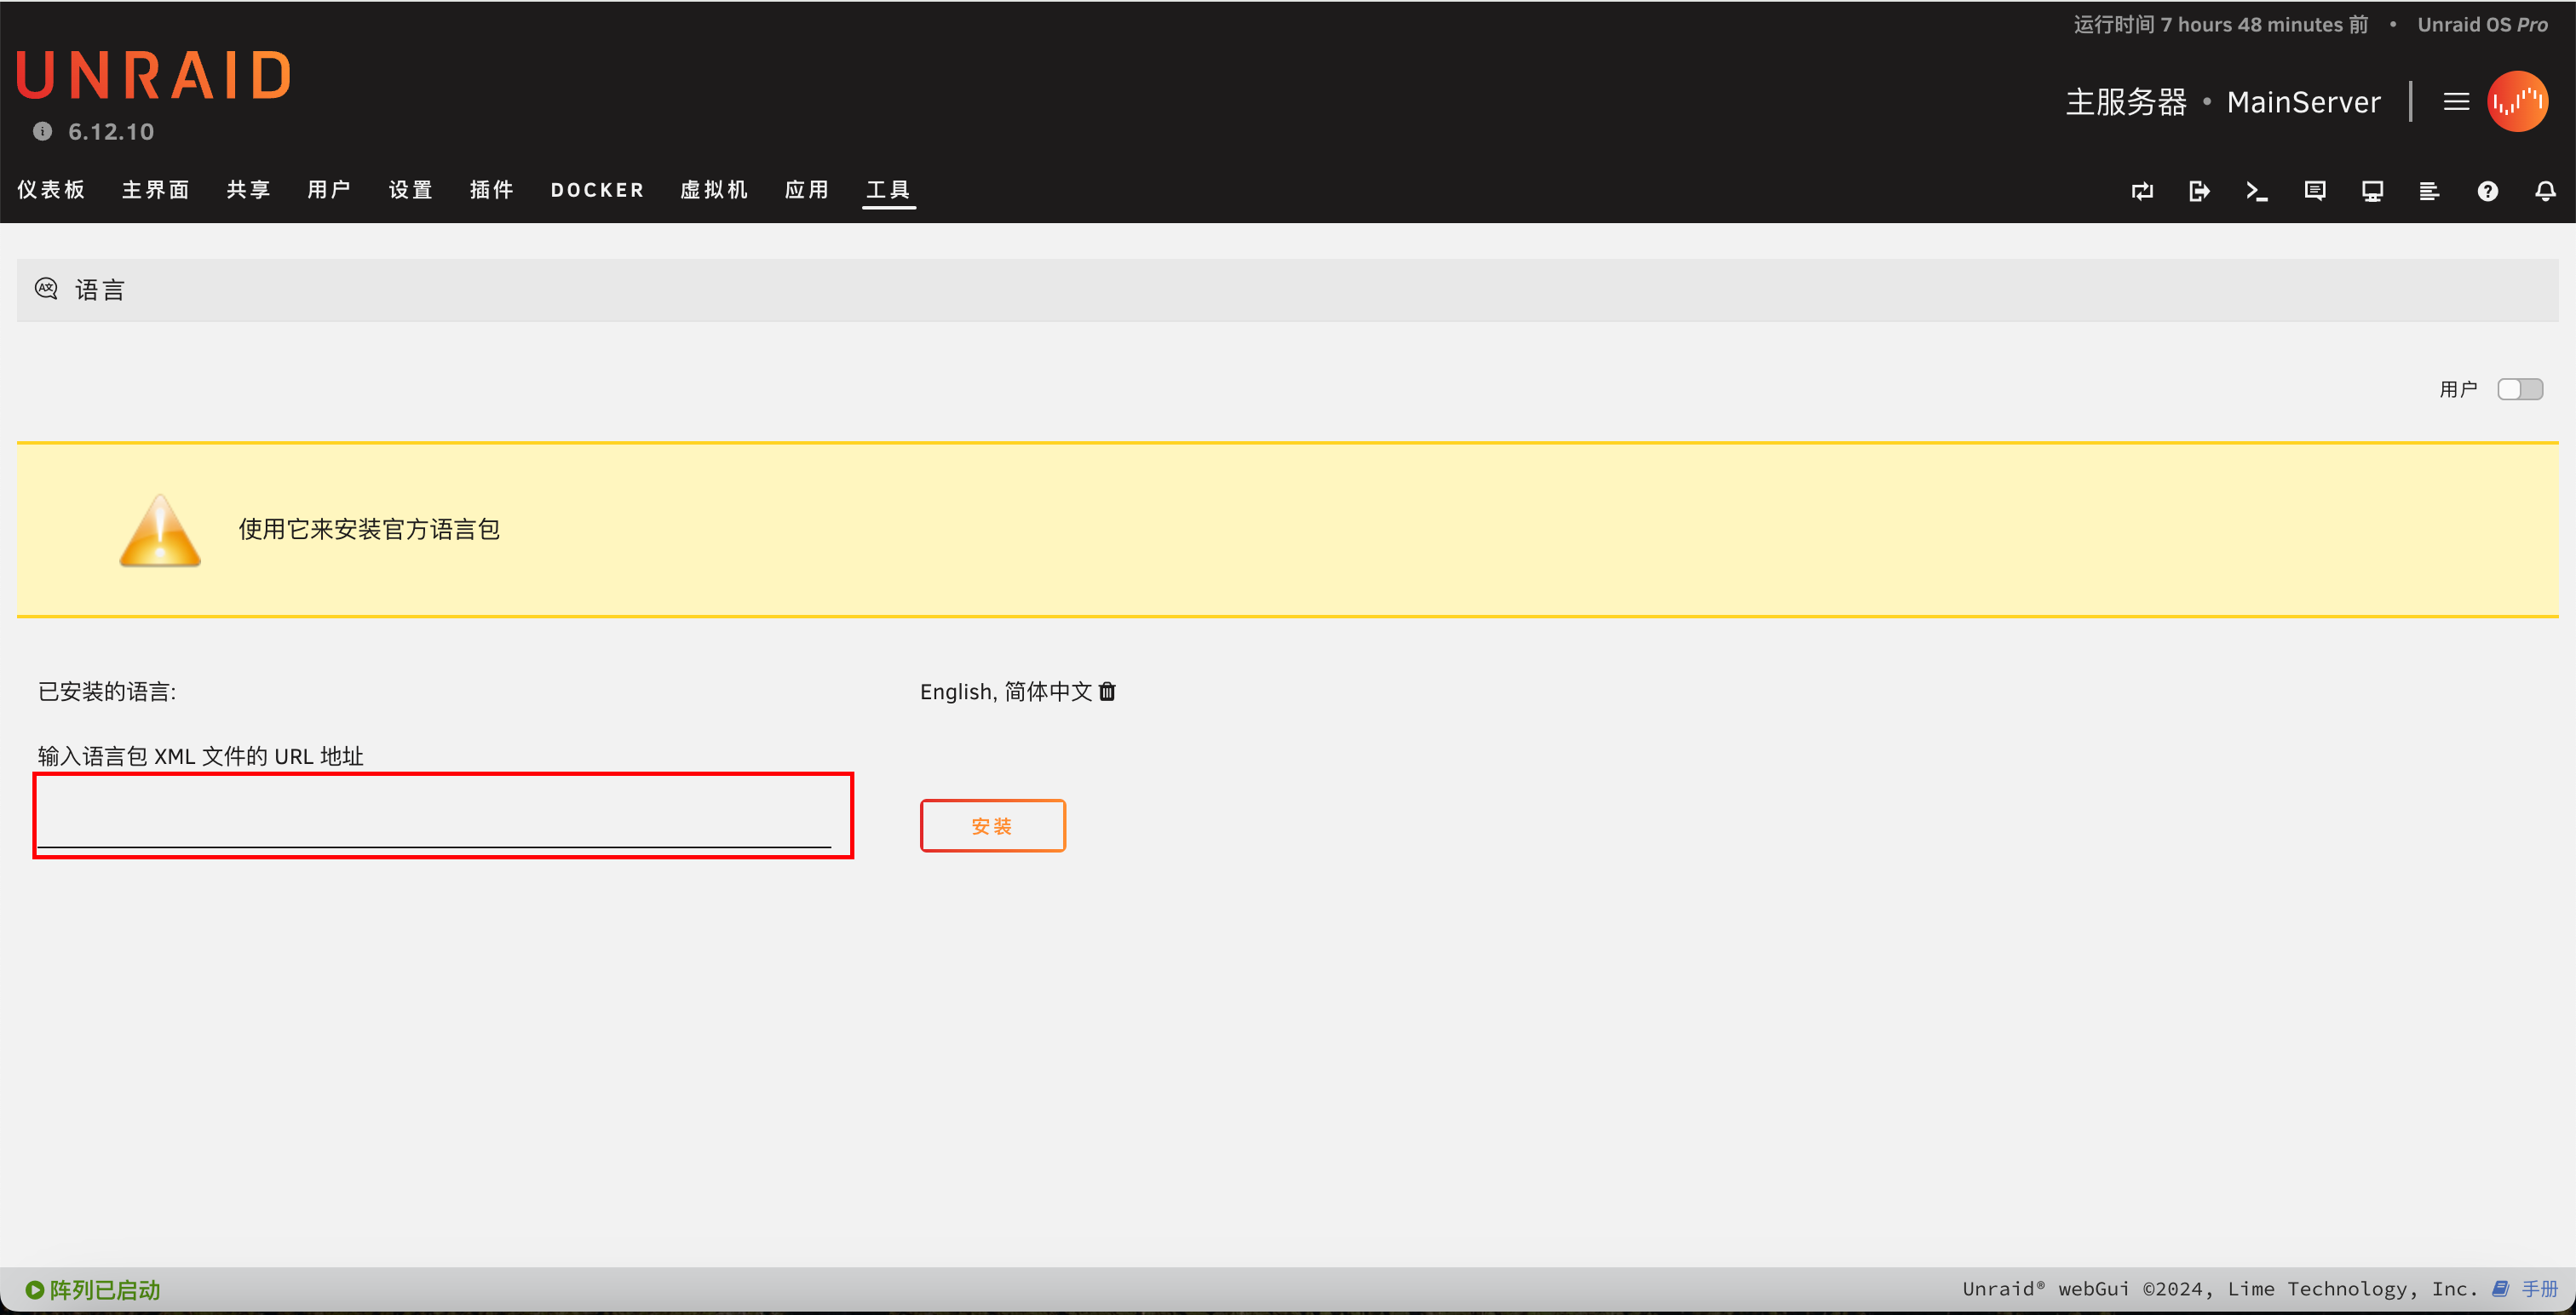 运行时间 7 hours 48 minutes 前 • Unraid OS Pro
UNRAID
6.12.10
主服务器 • MainServer
仪表板 主界面 共享 用户 设置 插件 DOCKER 虚拟机 应用 工具
语言
用户
使用它来安装官方语言包
已安装的语言: English, 简体中文
输入语言包 XML 文件的 URL 地址
安装
阵列已启动 Unraid® webGui ©2024, Lime Technology, Inc. 手册